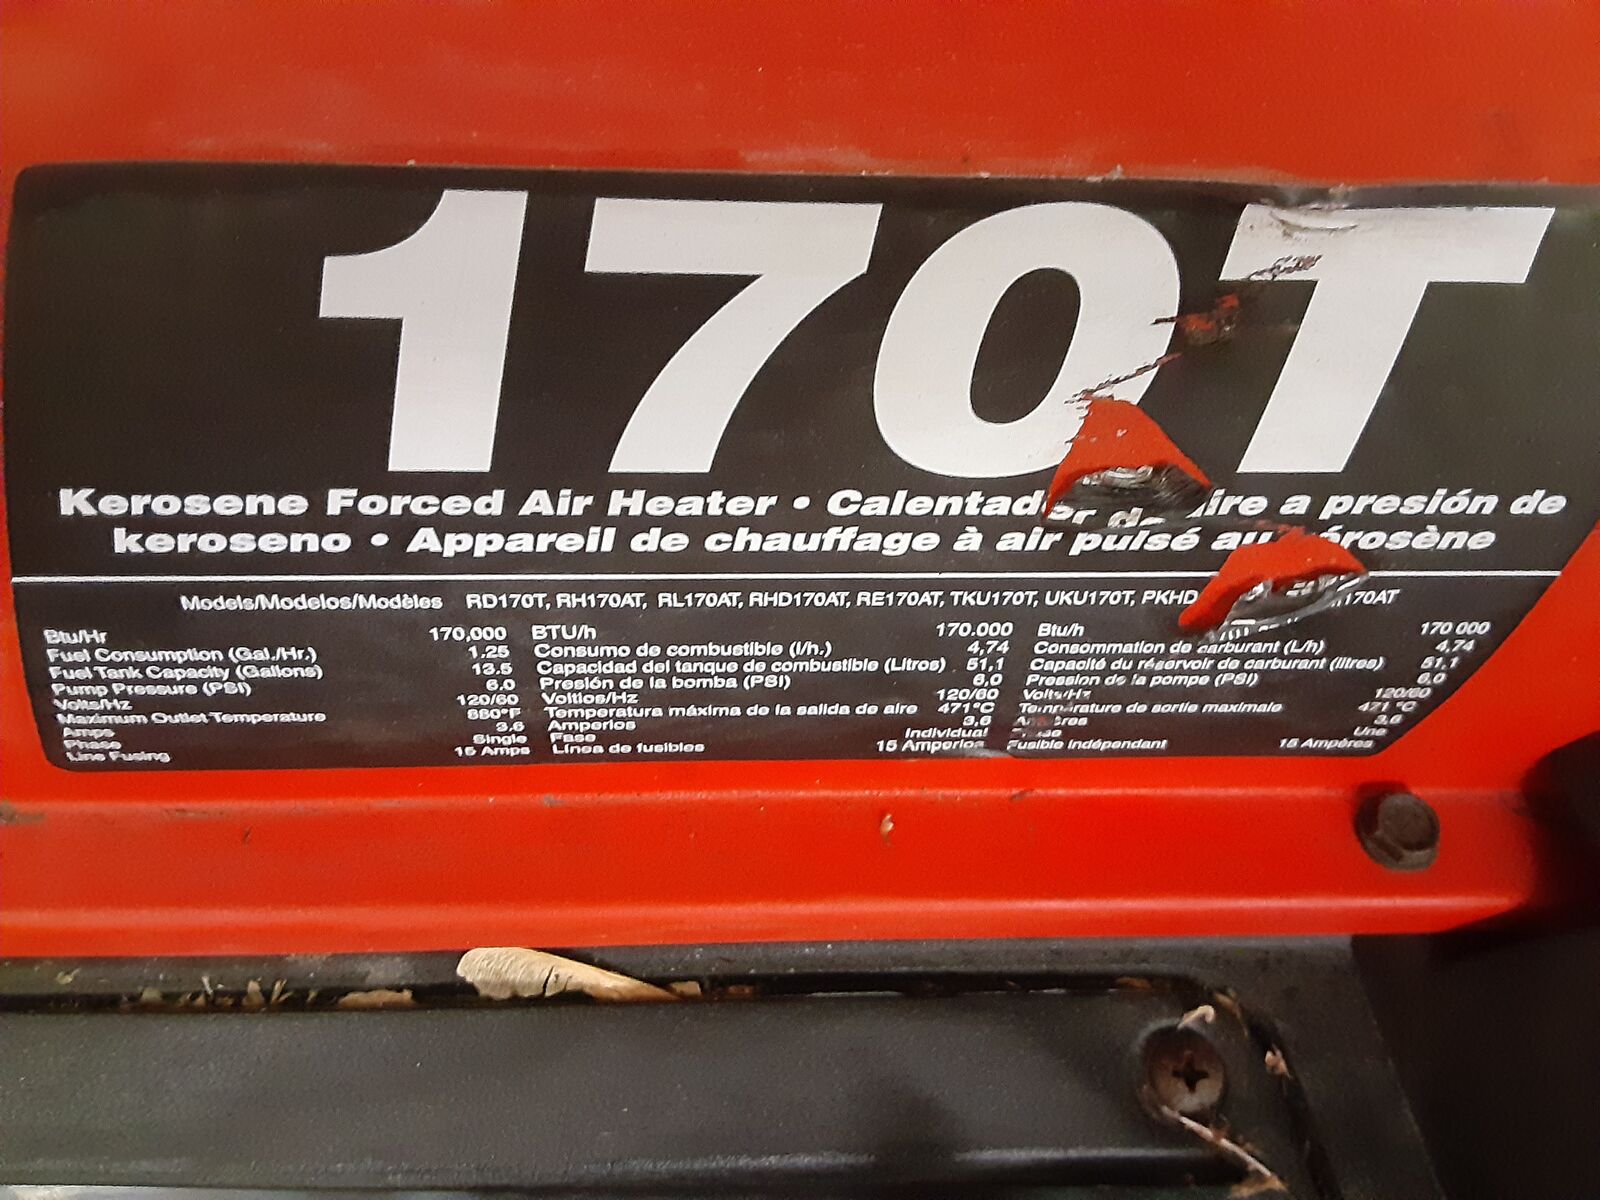 170T
Kerosene Forced Air Heater • Calentador de aire a presión de
keroseno • Appareil de chauffage à air pulsé au kérosène
Models/Modelos/Modèles RD170T, RH170AT, RL170AT, RHD170AT, RE170AT, TKU170T, UKU170T, PKHD
Btu/Hr 170,000
Fuel Consumption (Gal./Hr.) 1.25
Fuel Tank Capacity (Gallons) 13.5
Pump Pressure (PSI) 6.0
Volts/Hz 120/60
Maximum Outlet Temperature 880°F
Amps 3.6
Phase Single
Line Fusing 15 Amps
BTU/h 170.000
Consumo de combustible (l/h.) 4,74
Capacidad del tanque de combustible (Litros) 51,1
Presión de la bomba (PSI) 6,0
Voltios/Hz 120/60
Temperatura máxima de la salida de aire 471°C
Amperios 3,6
Fase Individual
Línea de fusibles 15 Amperios
Btu/h 170 000
Consommation de carburant (L/h) 4,74
Capacité du réservoir de carburant (litres) 51,1
Pression de la pompe (PSI) 6,0
Volts/Hz 120/60
Température de sortie maximale 471 °C
Ampères 3,6
Phase Une
Fusible indépendant 15 Ampères